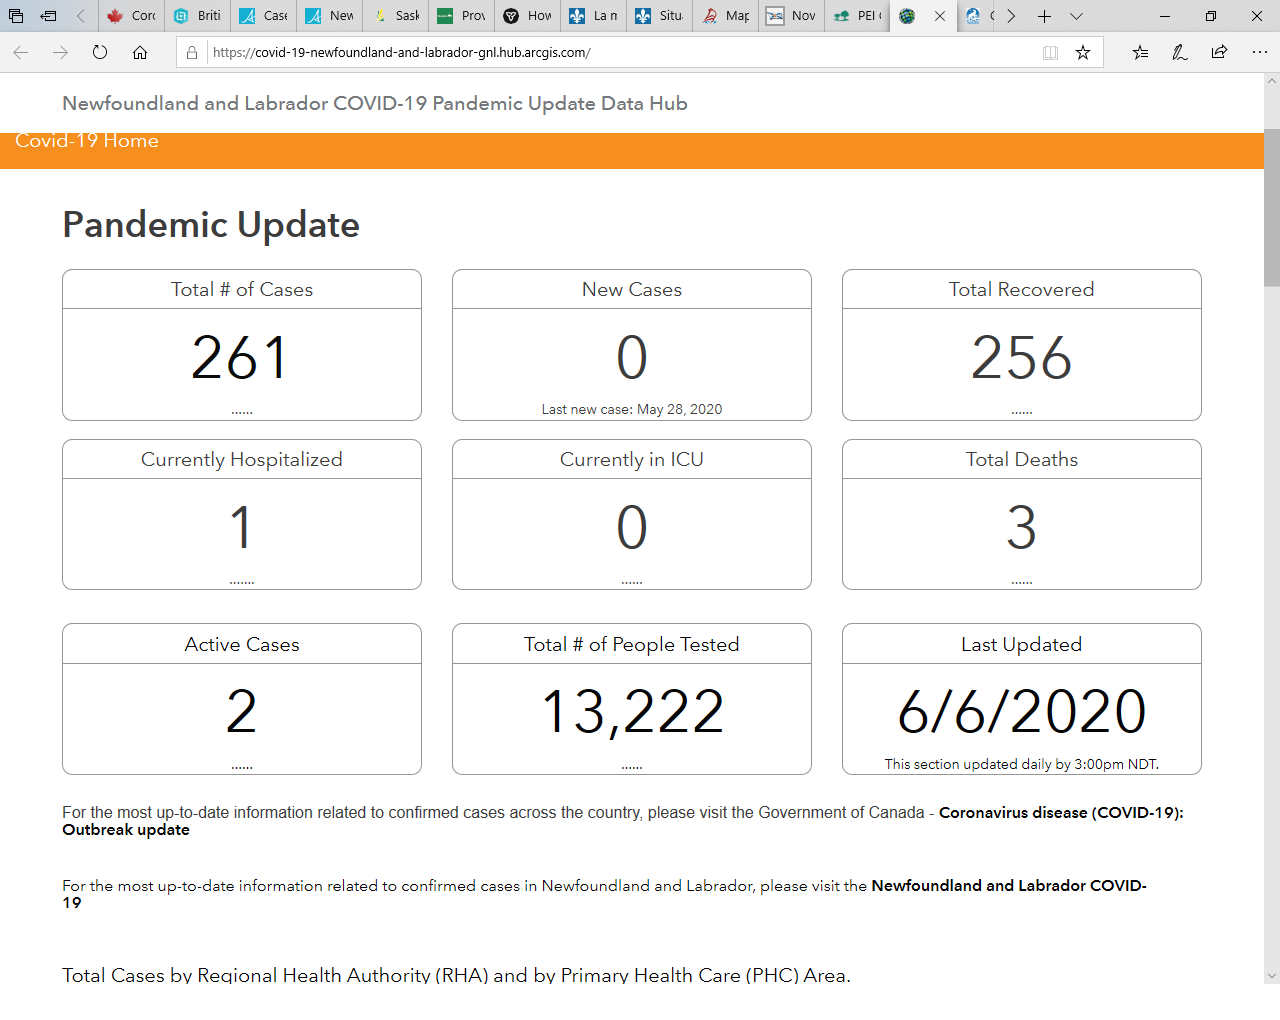 Corc
Briti
Case
New
Sask
Prov
How
La m
Situ
Map
Nov
PEI
https://covid-19-newfoundland-and-labrador-gnl.hub.arcgis.com/
Newfoundland and Labrador COVID-19 Pandemic Update Data Hub
Covid-19 Home
Pandemic Update
Total # of Cases
261
......
New Cases
0
Last new case: May 28, 2020
Total Recovered
256
......
Currently Hospitalized
1
.......
Currently in ICU
0
......
Total Deaths
3
......
Active Cases
2
......
Total # of People Tested
13,222
......
Last Updated
6/6/2020
This section updated daily by 3:00pm NDT.
For the most up-to-date information related to confirmed cases across the country, please visit the Government of Canada - Coronavirus disease (COVID-19):
Outbreak update
For the most up-to-date information related to confirmed cases in Newfoundland and Labrador, please visit the Newfoundland and Labrador COVID-
19
Total Cases by Regional Health Authority (RHA) and by Primary Health Care (PHC) Area.